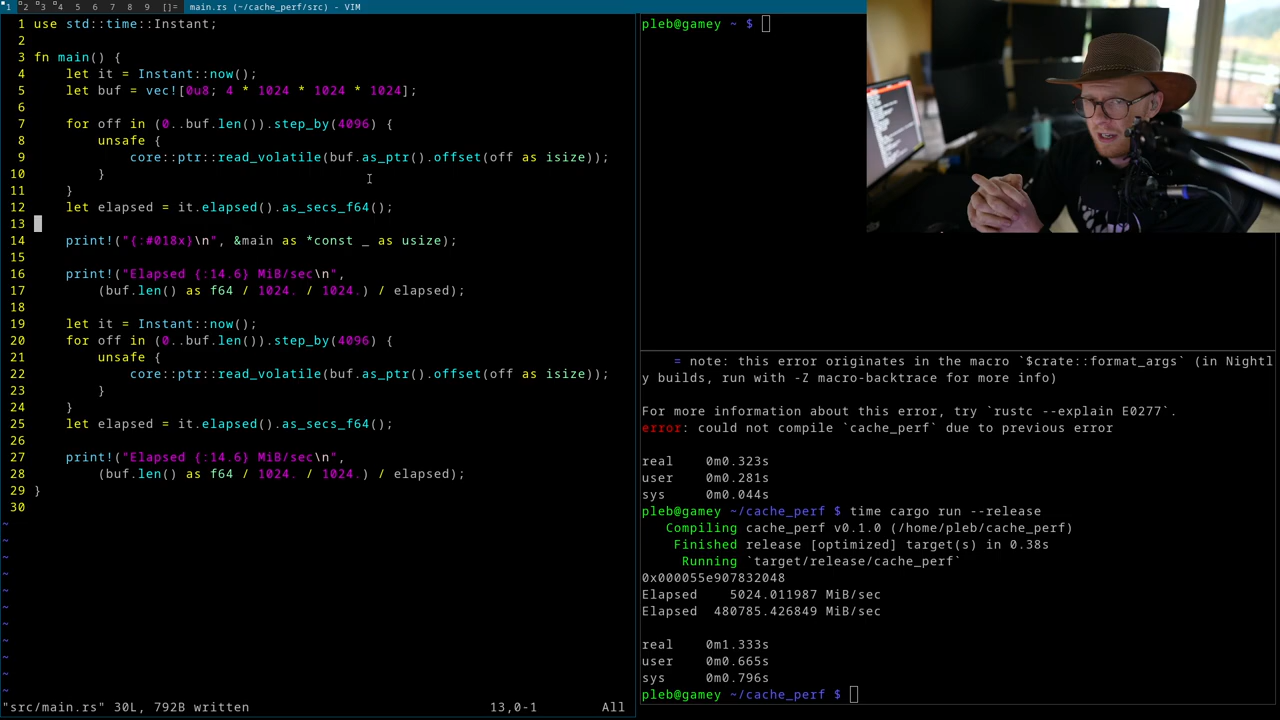 1 2 3 4 5 6 7 8 9 []= main.rs (~/cache_perf/src) - VIM
1 use std::time::Instant;
2
3 fn main() {
4     let it = Instant::now();
5     let buf = vec![0u8; 4 * 1024 * 1024 * 1024];
6
7     for off in (0..buf.len()).step_by(4096) {
8         unsafe {
9             core::ptr::read_volatile(buf.as_ptr().offset(off as isize));
10         }
11     }
12     let elapsed = it.elapsed().as_secs_f64();
13
14     print!("{:#018x}\n", &main as *const _ as usize);
15
16     print!("Elapsed {:14.6} MiB/sec\n",
17         (buf.len() as f64 / 1024. / 1024.) / elapsed);
18
19     let it = Instant::now();
20     for off in (0..buf.len()).step_by(4096) {
21         unsafe {
22             core::ptr::read_volatile(buf.as_ptr().offset(off as isize));
23         }
24     }
25     let elapsed = it.elapsed().as_secs_f64();
26
27     print!("Elapsed {:14.6} MiB/sec\n",
28         (buf.len() as f64 / 1024. / 1024.) / elapsed);
29 }
30
~
~
~
~
~
~
~
~
~
~
~
"src/main.rs" 30L, 792B written 13,0-1 All
pleb@gamey ~ $
= note: this error originates in the macro `$crate::format_args` (in Nightl
y builds, run with -Z macro-backtrace for more info)
For more information about this error, try `rustc --explain E0277`.
error: could not compile `cache_perf` due to previous error
real    0m0.323s
user    0m0.281s
sys     0m0.044s
pleb@gamey ~/cache_perf $ time cargo run --release
Compiling cache_perf v0.1.0 (/home/pleb/cache_perf)
Finished release [optimized] target(s) in 0.38s
Running `target/release/cache_perf`
0x000055e907832048
Elapsed    5024.011987 MiB/sec
Elapsed  480785.426849 MiB/sec
real    0m1.333s
user    0m0.665s
sys     0m0.796s
pleb@gamey ~/cache_perf $